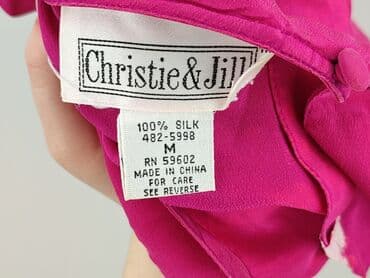 Christie & Jill
100% SILK
482-5998
M
RN 59602
MADE IN CHINA
FOR CARE
SEE REVERSE